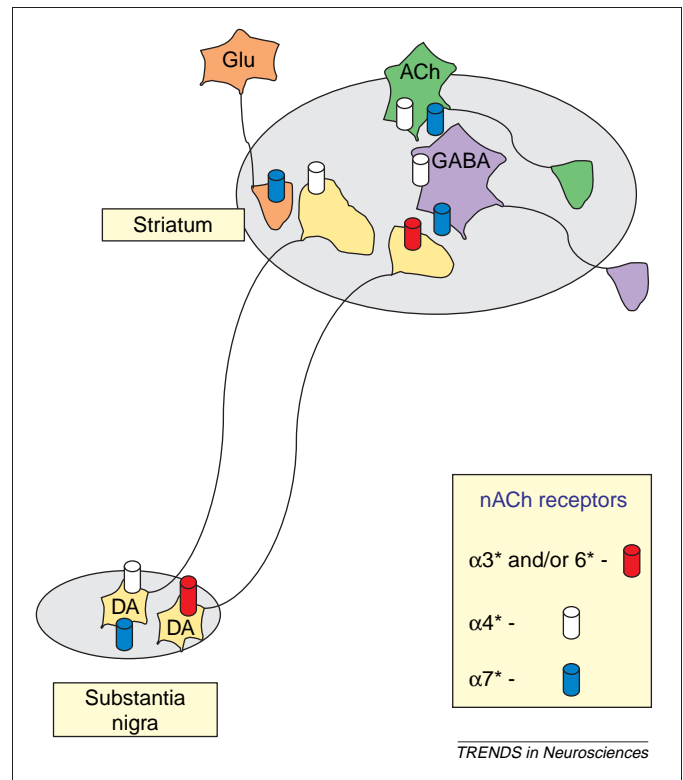 Glu
ACh
GABA
Striatum
nACh receptors
α3* and/or 6* -
α4* -
α7* -
DA
DA
Substantia
nigra
TRENDS in Neurosciences